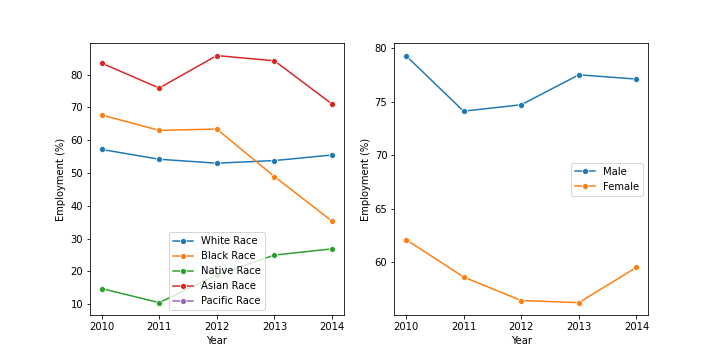 80
70
60
50
40
30
20
10
Employment (%)
2010 2011 2012 2013 2014
Year
White Race
Black Race
Native Race
Asian Race
Pacific Race
80
75
70
65
60
Employment (%)
2010 2011 2012 2013 2014
Year
Male
Female